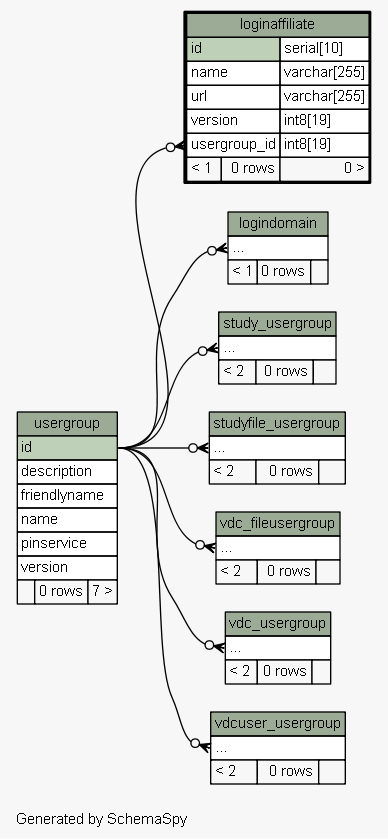 loginaffiliate
id serial[10]
name varchar[255]
url varchar[255]
version int8[19]
usergroup_id int8[19]
< 1 0 rows 0 >
logindomain
...
< 1 0 rows
study_usergroup
...
< 2 0 rows
usergroup
id
description
friendlyname
name
pinservice
version
0 rows 7 >
studyfile_usergroup
...
< 2 0 rows
vdc_fileusergroup
...
< 2 0 rows
vdc_usergroup
...
< 2 0 rows
vdcuser_usergroup
...
< 2 0 rows
Generated by SchemaSpy